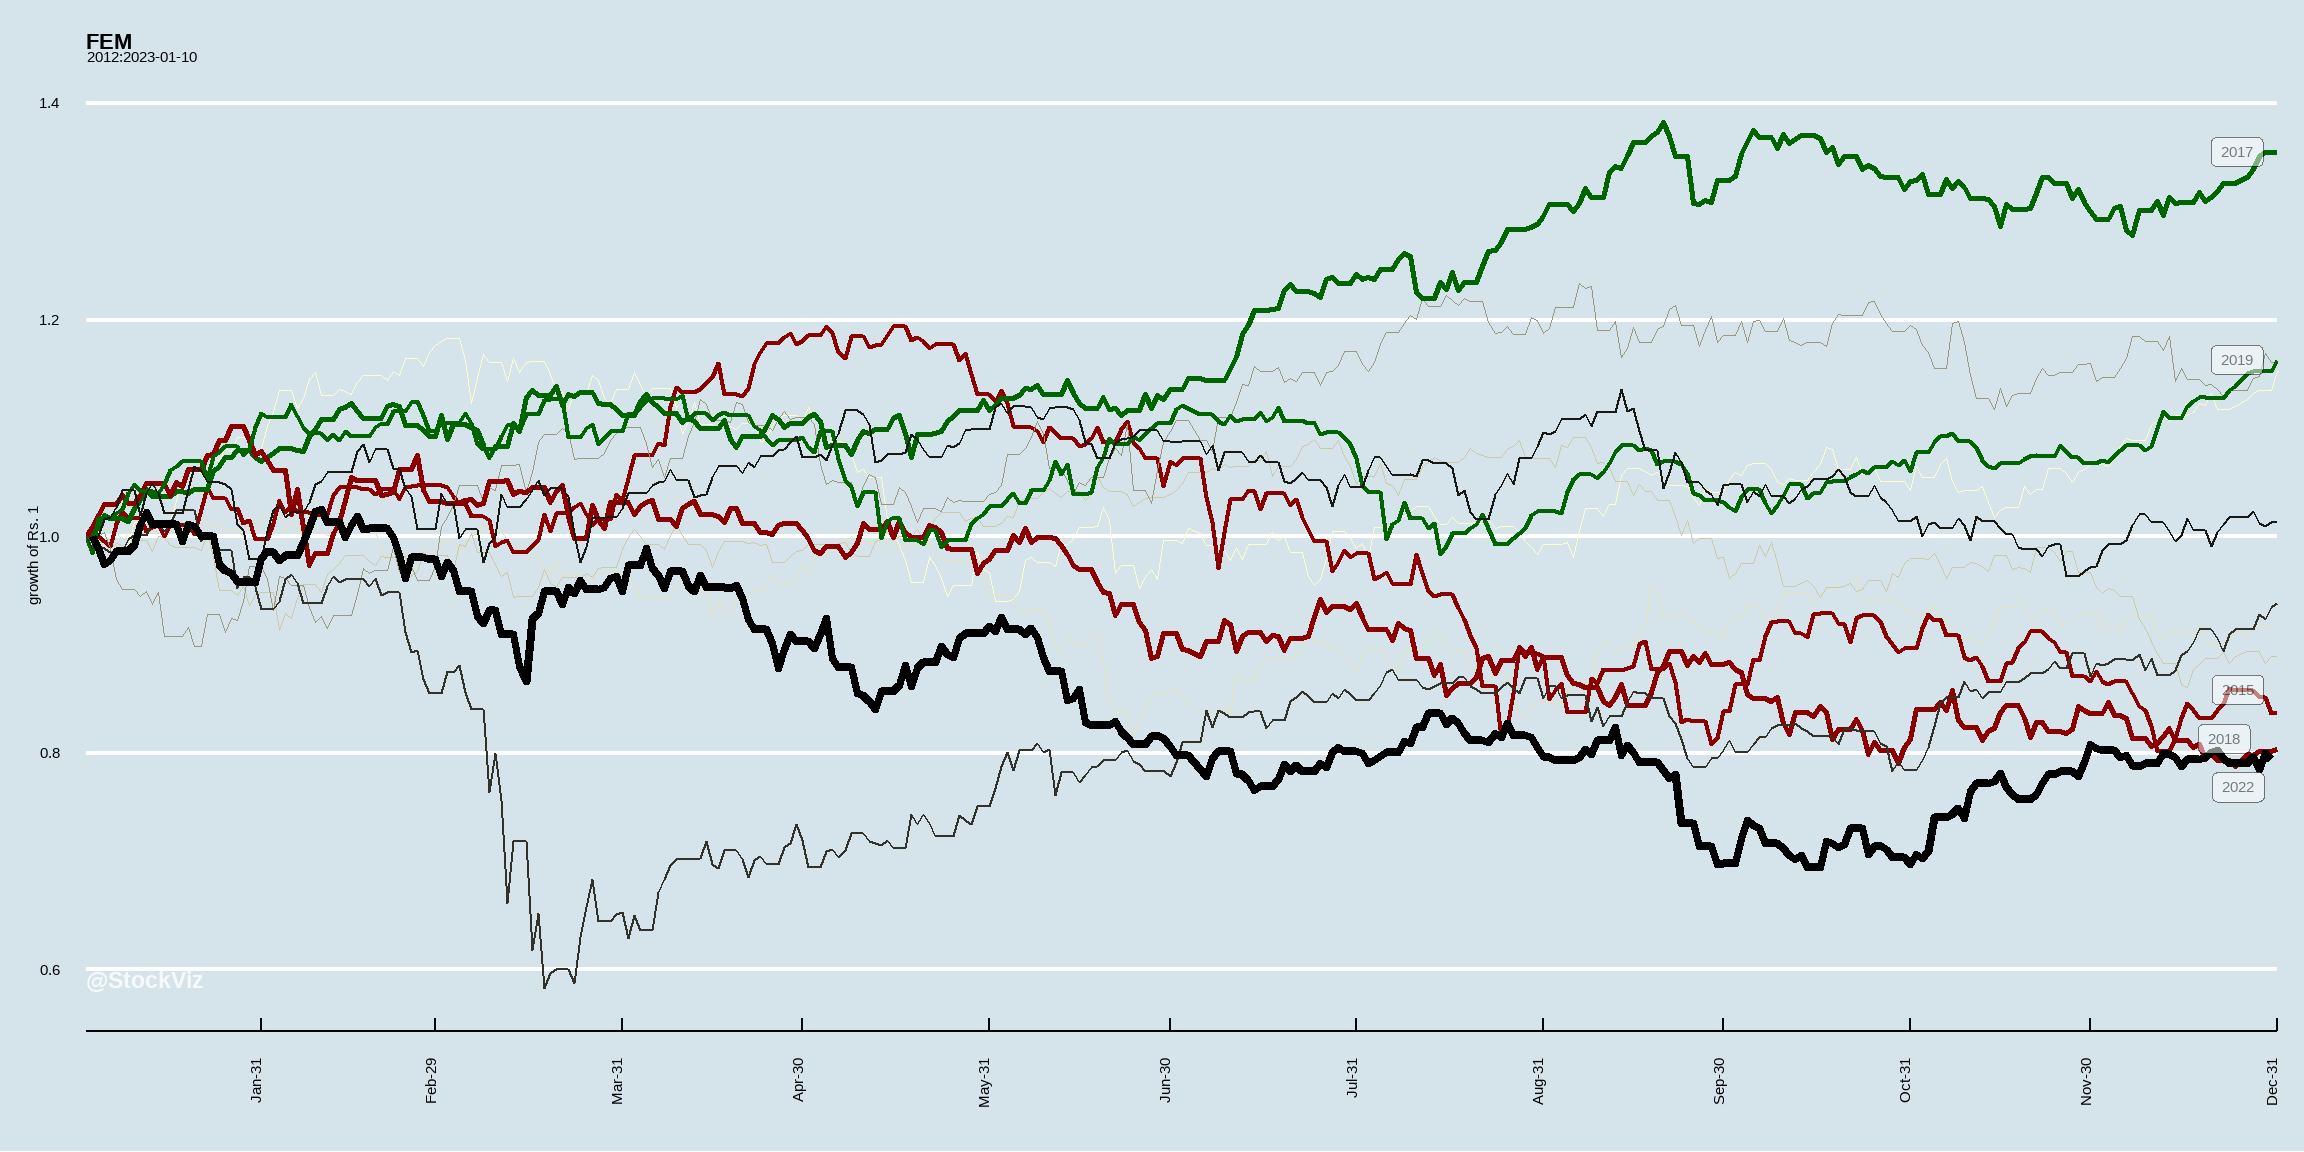 FEM
2012:2023-01-10
1.4
1.2
1.0
0.8
0.6
growth of Rs. 1
2017
2019
2015
2018
2022
@StockViz
Jan-31
Feb-29
Mar-31
Apr-30
May-31
Jun-30
Jul-31
Aug-31
Sep-30
Oct-31
Nov-30
Dec-31